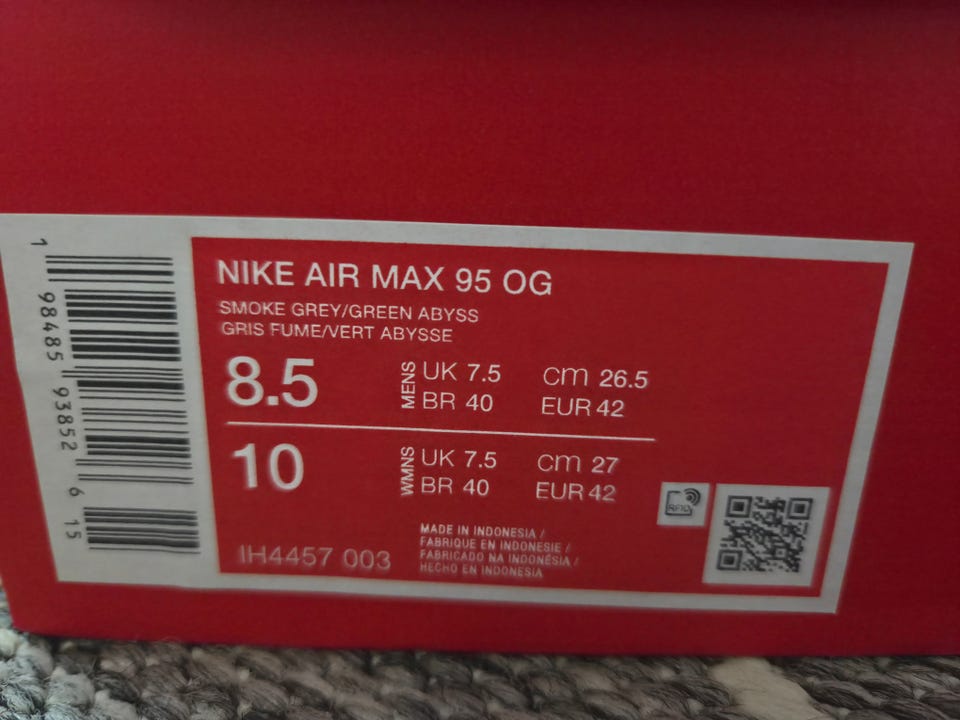 1 98485 93852 6 15
NIKE AIR MAX 95 OG
SMOKE GREY/GREEN ABYSS
GRIS FUME/VERT ABYSSE
8.5 MENS UK 7.5 cm 26.5
BR 40 EUR 42
10 WMNS UK 7.5 cm 27
BR 40 EUR 42
RFID
IH4457 003
MADE IN INDONESIA /
FABRIQUE EN INDONESIE /
FABRICADO NA INDONÉSIA /
HECHO EN INDONESIA